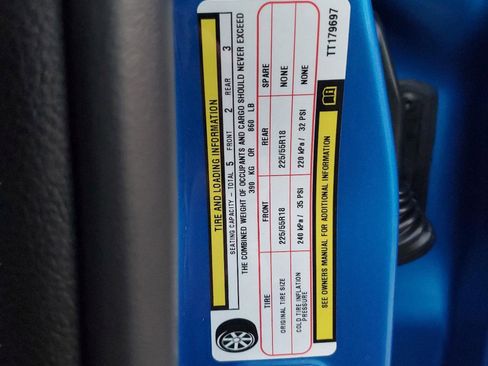 TIRE AND LOADING INFORMATION
SEATING CAPACITY - TOTAL 5 FRONT 2 REAR 3
THE COMBINED WEIGHT OF OCCUPANTS AND CARGO SHOULD NEVER EXCEED
390 KG OR 860 LB
TIRE FRONT REAR SPARE
ORIGINAL TIRE SIZE 225/55R18 225/55R18 NONE
COLD TIRE INFLATION
PRESSURE 240 kPa / 35 PSI 220 kPa / 32 PSI NONE
SEE OWNERS MANUAL FOR ADDITIONAL INFORMATION
TT179697